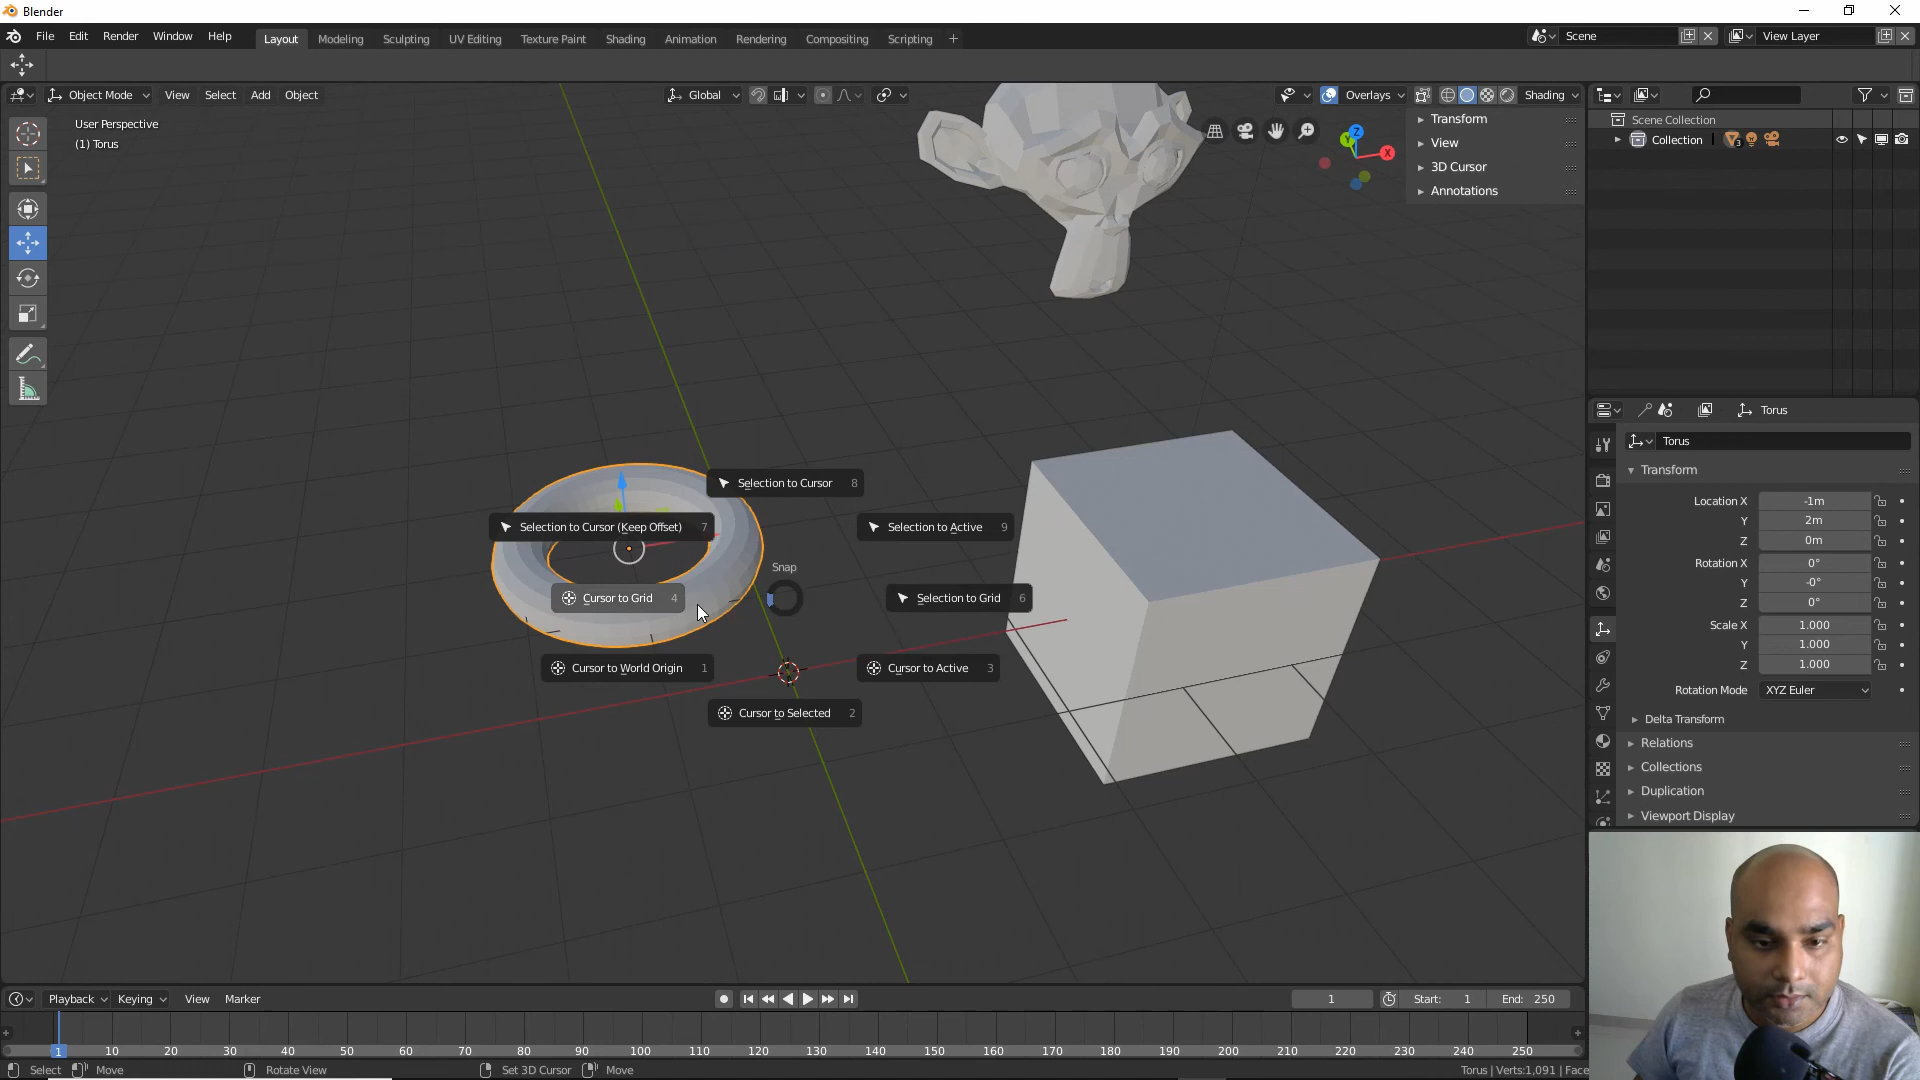 Blender
File Edit Render Window Help
Layout Modeling Sculpting UV Editing Texture Paint Shading Animation Rendering Compositing Scripting +
Scene
View Layer
Object Mode View Select Add Object
Global
Overlays
Shading
User Perspective
(1) Torus
Z
Y
X
Transform
View
3D Cursor
Annotations
Scene Collection
Collection
3
Selection to Cursor 8
Selection to Cursor (Keep Offset) 7
Selection to Active 9
Snap
Cursor to Grid 4
Selection to Grid 6
Cursor to World Origin 1
Cursor to Active 3
Cursor to Selected 2
Torus
Torus
Transform
Location X -1m
Y 2m
Z 0m
Rotation X 0°
Y -0°
Z 0°
Scale X 1.000
Y 1.000
Z 1.000
Rotation Mode XYZ Euler
Delta Transform
Relations
Collections
Duplication
Viewport Display
Playback Keying View Marker
1
Start: 1 End: 250
1 10 20 30 40 50 60 70 80 90 100 110 120 130 140 150 160 170 180 190 200 210 220 230 240 250
Select Move Rotate View Set 3D Cursor Move
Torus | Verts:1,091 | Face